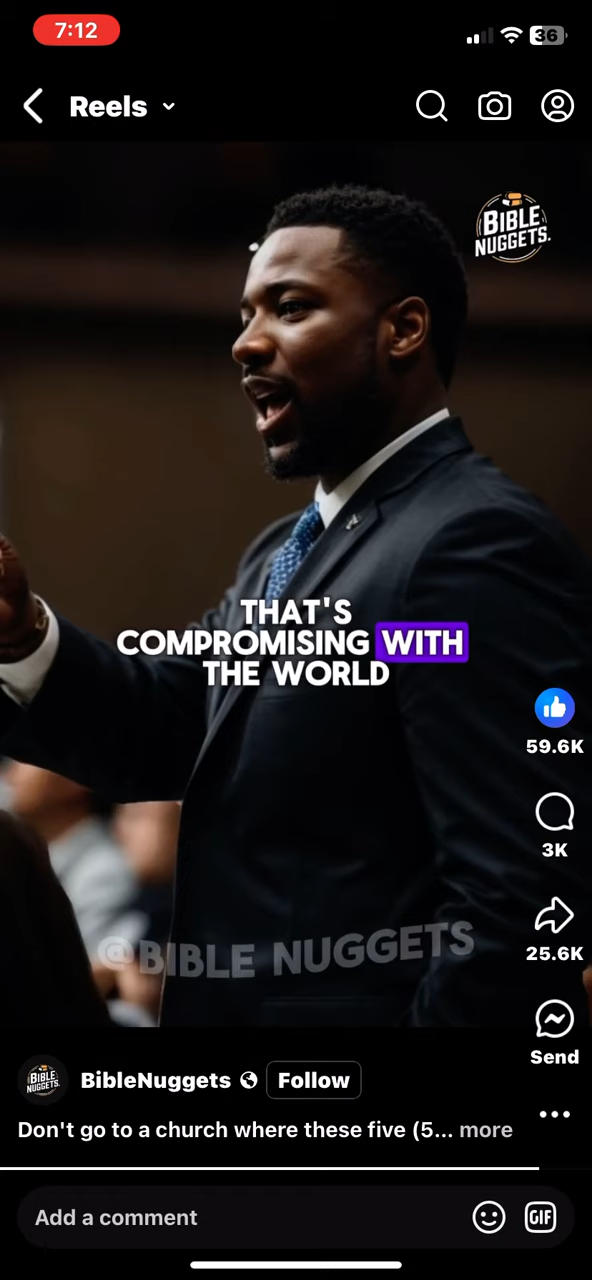 7:12
36
Reels
BIBLE
NUGGETS.
THAT'S
COMPROMISING WITH
THE WORLD
59.6K
3K
25.6K
@BIBLE NUGGETS
Send
BIBLE
NUGGETS.
BibleNuggets
Follow
Don't go to a church where these five (5... more
Add a comment
GIF